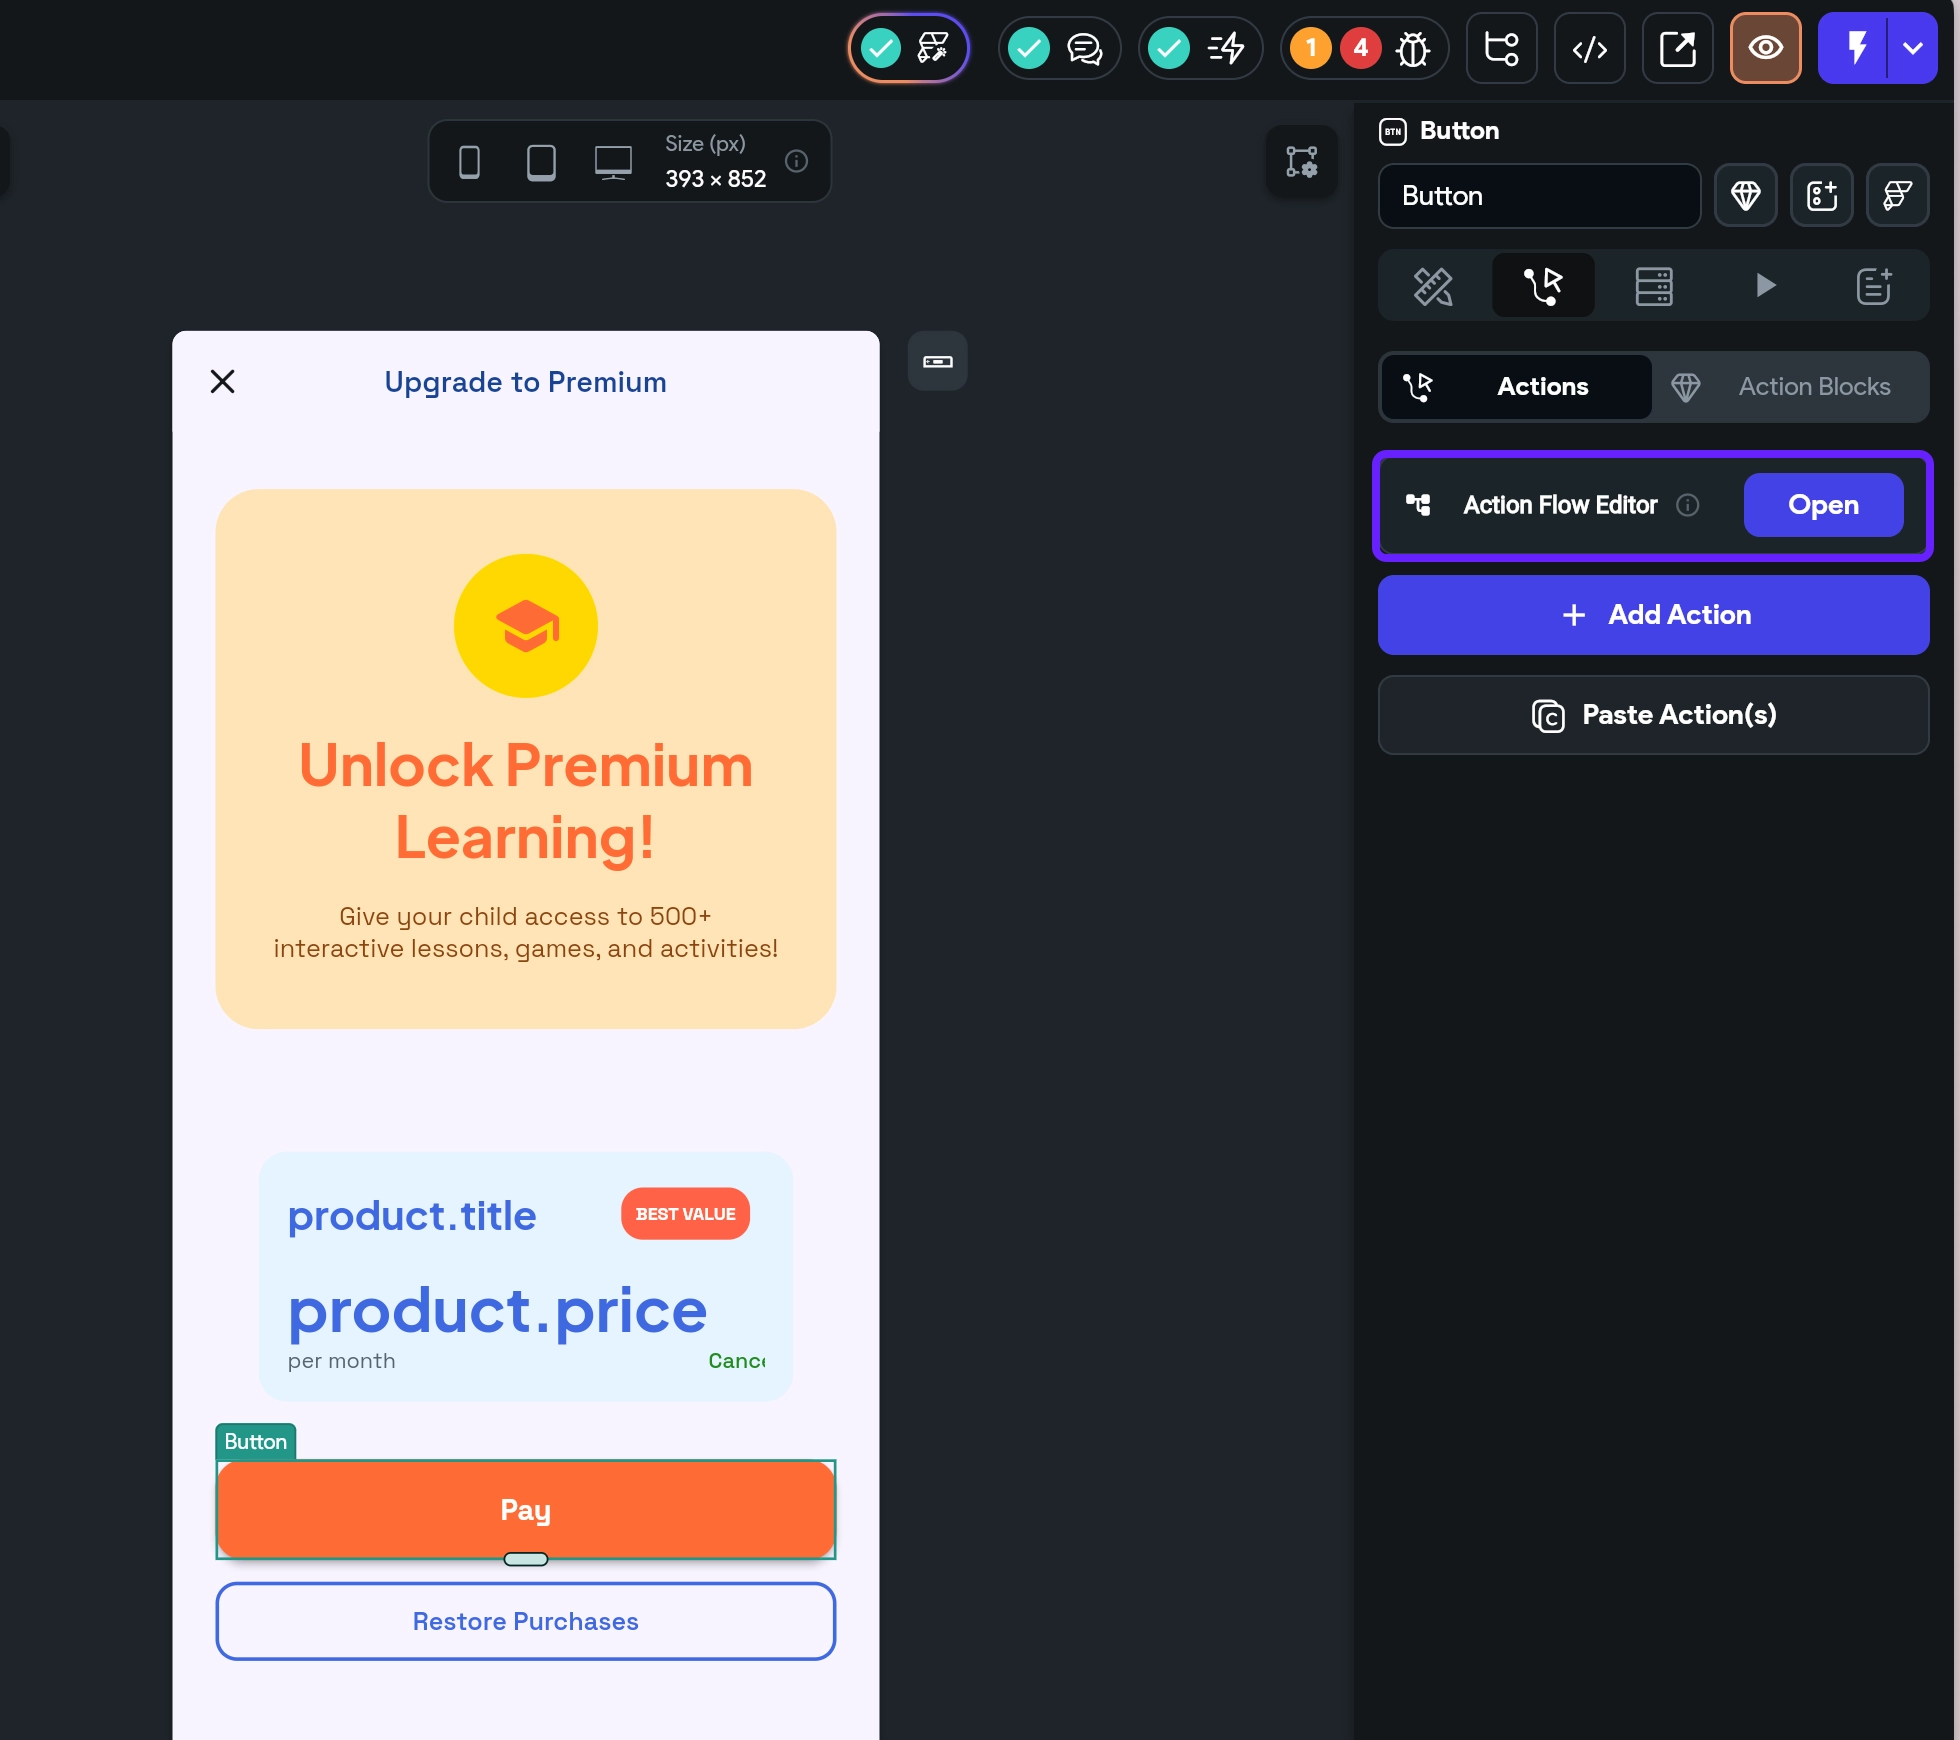 1 4
Size (px)
393 × 852
Upgrade to Premium
Unlock Premium
Learning!
Give your child access to 500+
interactive lessons, games, and activities!
product.title
BEST VALUE
product.price
per month
Cance
Button
Pay
Restore Purchases
BTN Button
Button
Actions
Action Blocks
Action Flow Editor
Open
+ Add Action
C Paste Action(s)